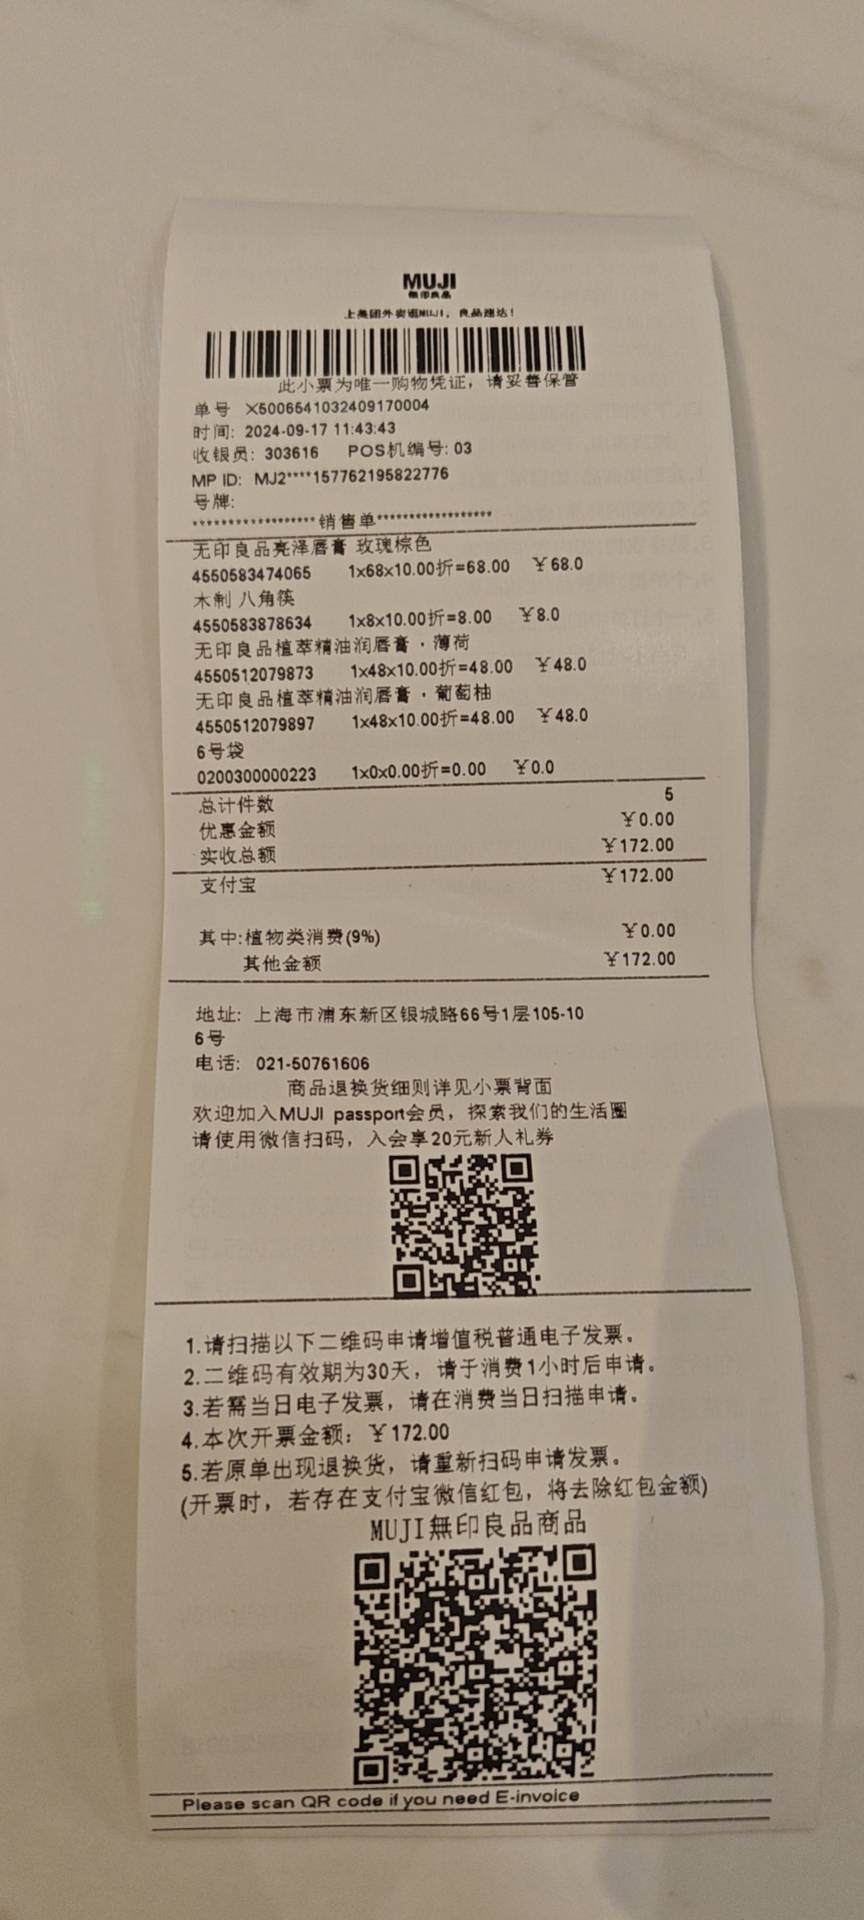 MUJI
無印良品
上美团外卖逛MUJI，良品速达！
此小票为唯一购物凭证，请妥善保管
单号 X5006541032409170004
时间: 2024-09-17 11:43:43
收银员: 303616 POS机编号: 03
MP ID: MJ2****157762195822776
号牌:
******************销售单******************
无印良品亮泽唇膏 玫瑰棕色
4550583474065 1x68x10.00折=68.00 ￥68.0
木制 八角筷
4550583878634 1x8x10.00折=8.00 ￥8.0
无印良品植萃精油润唇膏·薄荷
4550512079873 1x48x10.00折=48.00 ￥48.0
无印良品植萃精油润唇膏·葡萄柚
4550512079897 1x48x10.00折=48.00 ￥48.0
6号袋
0200300000223 1x0x0.00折=0.00 ￥0.0
总计件数 5
优惠金额 ￥0.00
实收总额 ￥172.00
支付宝 ￥172.00
其中:植物类消费(9%) ￥0.00
其他金额 ￥172.00
地址: 上海市浦东新区银城路66号1层105-10
6号
电话: 021-50761606
商品退换货细则详见小票背面
欢迎加入MUJI passport会员，探索我们的生活圈
请使用微信扫码，入会享20元新人礼券
1.请扫描以下二维码申请增值税普通电子发票。
2.二维码有效期为30天，请于消费1小时后申请。
3.若需当日电子发票，请在消费当日扫描申请。
4.本次开票金额：￥172.00
5.若原单出现退换货，请重新扫码申请发票。
(开票时，若存在支付宝微信红包，将去除红包金额)
MUJI無印良品商品
Please scan QR code if you need E-invoice